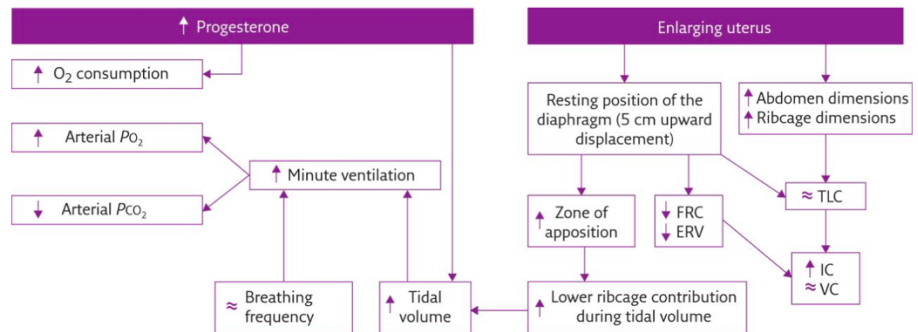 ↑ Progesterone
Enlarging uterus
↑ O₂ consumption
Resting position of the
diaphragm (5 cm upward
displacement)
↑ Abdomen dimensions
↑ Ribcage dimensions
↑ Arterial PO₂
↑ Minute ventilation
↓ Arterial PCO₂
↑ Zone of
apposition
↓ FRC
↓ ERV
≈ TLC
↑ IC
≈ VC
≈ Breathing
frequency
↑ Tidal
volume
↑ Lower ribcage contribution
during tidal volume